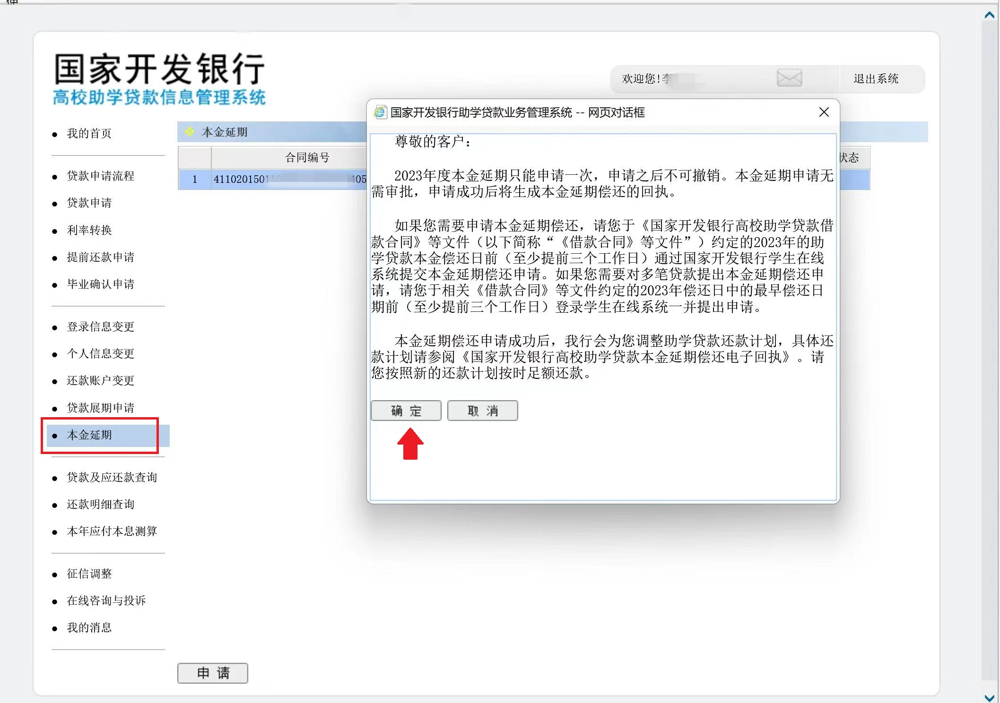 国家开发银行
高校助学贷款信息管理系统
欢迎您!李
退出系统
我的首页
贷款申请流程
贷款申请
利率转换
提前还款申请
毕业确认申请
登录信息变更
个人信息变更
还款账户变更
贷款展期申请
本金延期
贷款及应还款查询
还款明细查询
本年应付本息测算
征信调整
在线咨询与投诉
我的消息
本金延期
合同编号
状态
1 41102015011 405
国家开发银行助学贷款业务管理系统 -- 网页对话框
尊敬的客户：
2023年度本金延期只能申请一次，申请之后不可撤销。本金延期申请无
需审批，申请成功后将生成本金延期偿还的回执。
如果您需要申请本金延期偿还，请您于《国家开发银行高校助学贷款借
款合同》等文件（以下简称“《借款合同》等文件”）约定的2023年的助
学贷款本金偿还日前（至少提前三个工作日）通过国家开发银行学生在线
系统提交本金延期偿还申请。如果您需要对多笔贷款提出本金延期偿还申
请，请您于相关《借款合同》等文件约定的2023年偿还日中的最早偿还日
期前（至少提前三个工作日）登录学生在线系统一并提出申请。
本金延期偿还申请成功后，我行会为您调整助学贷款还款计划，具体还
款计划请参阅《国家开发银行高校助学贷款本金延期偿还电子回执》。请
您按照新的还款计划按时足额还款。
确 定
取 消
申 请